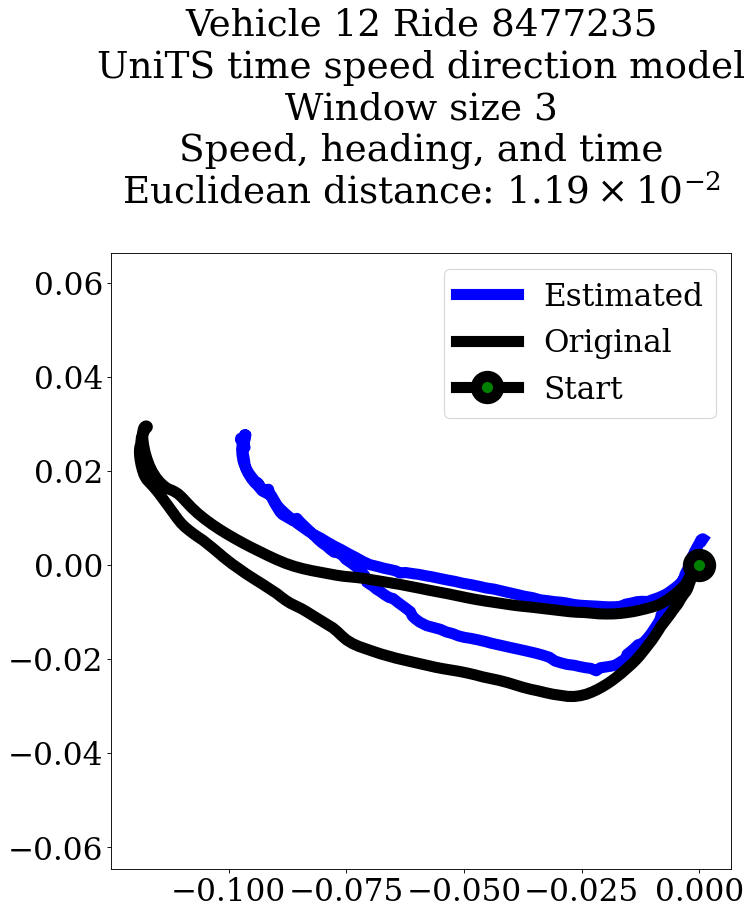 Vehicle 12 Ride 8477235
UniTS time speed direction model
Window size 3
Speed, heading, and time
Euclidean distance: 1.19 × 10⁻²
Estimated
Original
Start
0.06
0.04
0.02
0.00
−0.02
−0.04
−0.06
−0.100 −0.075 −0.050 −0.025 0.000